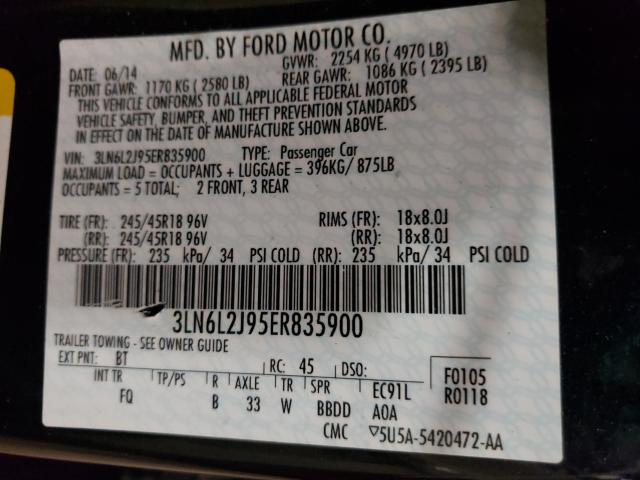 MFD. BY FORD MOTOR CO.
DATE: 06/14
GVWR: 2254 KG ( 4970 LB)
FRONT GAWR: 1170 KG ( 2580 LB)
REAR GAWR: 1086 KG ( 2395 LB)
THIS VEHICLE CONFORMS TO ALL APPLICABLE FEDERAL MOTOR
VEHICLE SAFETY, BUMPER, AND THEFT PREVENTION STANDARDS
IN EFFECT ON THE DATE OF MANUFACTURE SHOWN ABOVE.
VIN: 3LN6L2J95ER835900 TYPE: Passenger Car
MAXIMUM LOAD = OCCUPANTS + LUGGAGE = 396KG/ 875LB
OCCUPANTS = 5 TOTAL; 2 FRONT, 3 REAR
TIRE (FR): 245/45R18 96V RIMS (FR): 18x8.0J
(RR): 245/45R18 96V (RR): 18x8.0J
PRESSURE (FR): 235 kPa/ 34 PSI COLD (RR): 235 kPa/ 34 PSI COLD
3LN6L2J95ER835900
TRAILER TOWING - SEE OWNER GUIDE
EXT PNT: BT RC: 45 DSO: F0105
INT TR TP/PS R AXLE TR SPR EC91L R0118
FQ B 33 W BBDD AOA
CMC ▽5U5A-5420472-AA